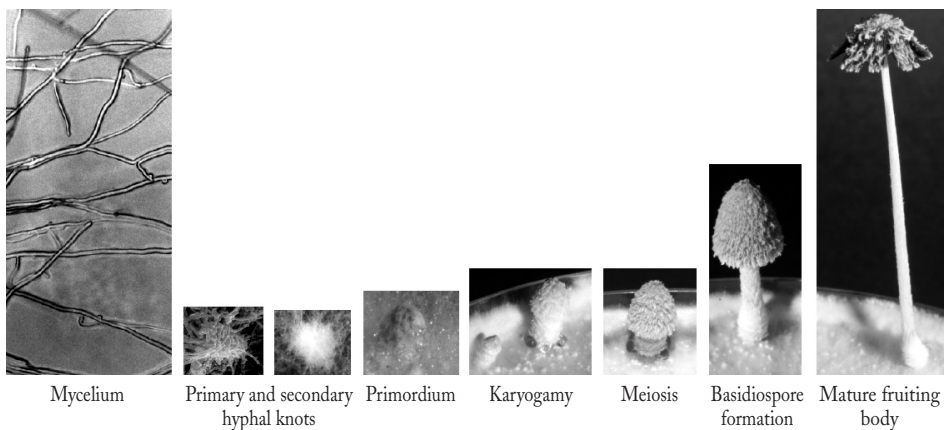 Mycelium
Primary and secondary
hyphal knots
Primordium
Karyogamy
Meiosis
Basidiospore
formation
Mature fruiting
body